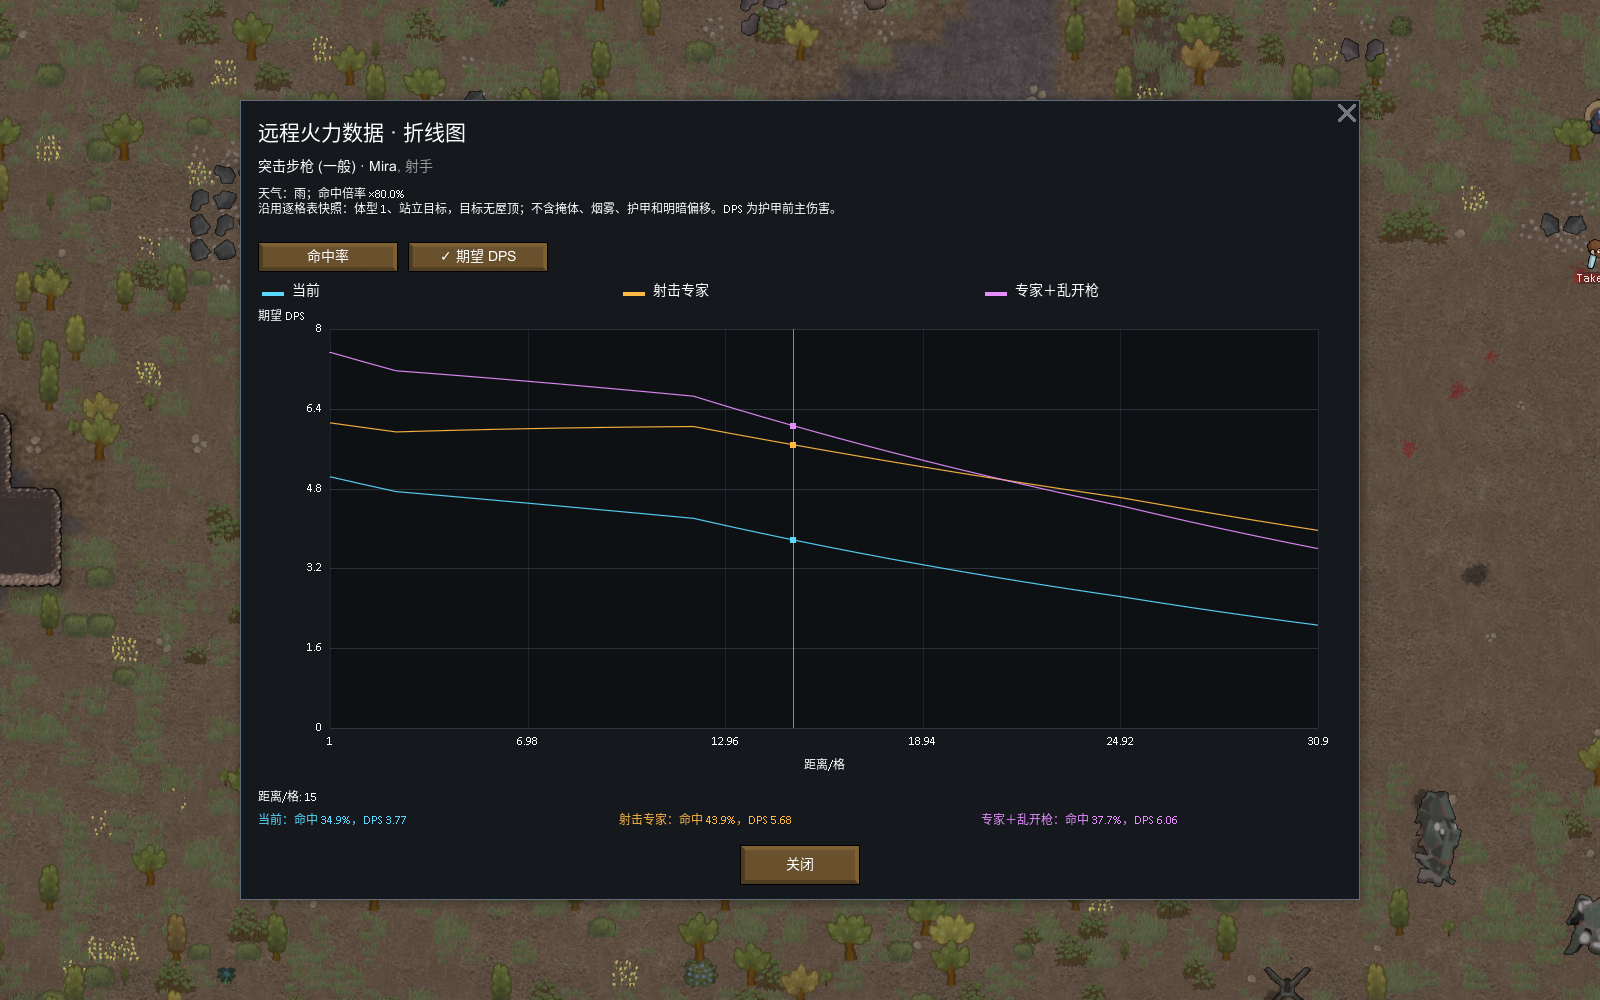 远程火力数据 · 折线图
突击步枪 (一般) · Mira, 射手
天气：雨；命中倍率 ×80.0%
沿用逐格表快照：体型 1、站立目标，目标无屋顶；不含掩体、烟雾、护甲和明暗偏移。DPS 为护甲前主伤害。
命中率
✓ 期望 DPS
当前
射击专家
专家＋乱开枪
期望 DPS
8
6.4
4.8
3.2
1.6
0
1
6.98
12.96
18.94
24.92
30.9
距离/格
距离/格: 15
当前：命中 34.9%，DPS 3.77
射击专家：命中 43.9%，DPS 5.68
专家＋乱开枪：命中 37.7%，DPS 6.06
关闭
Take